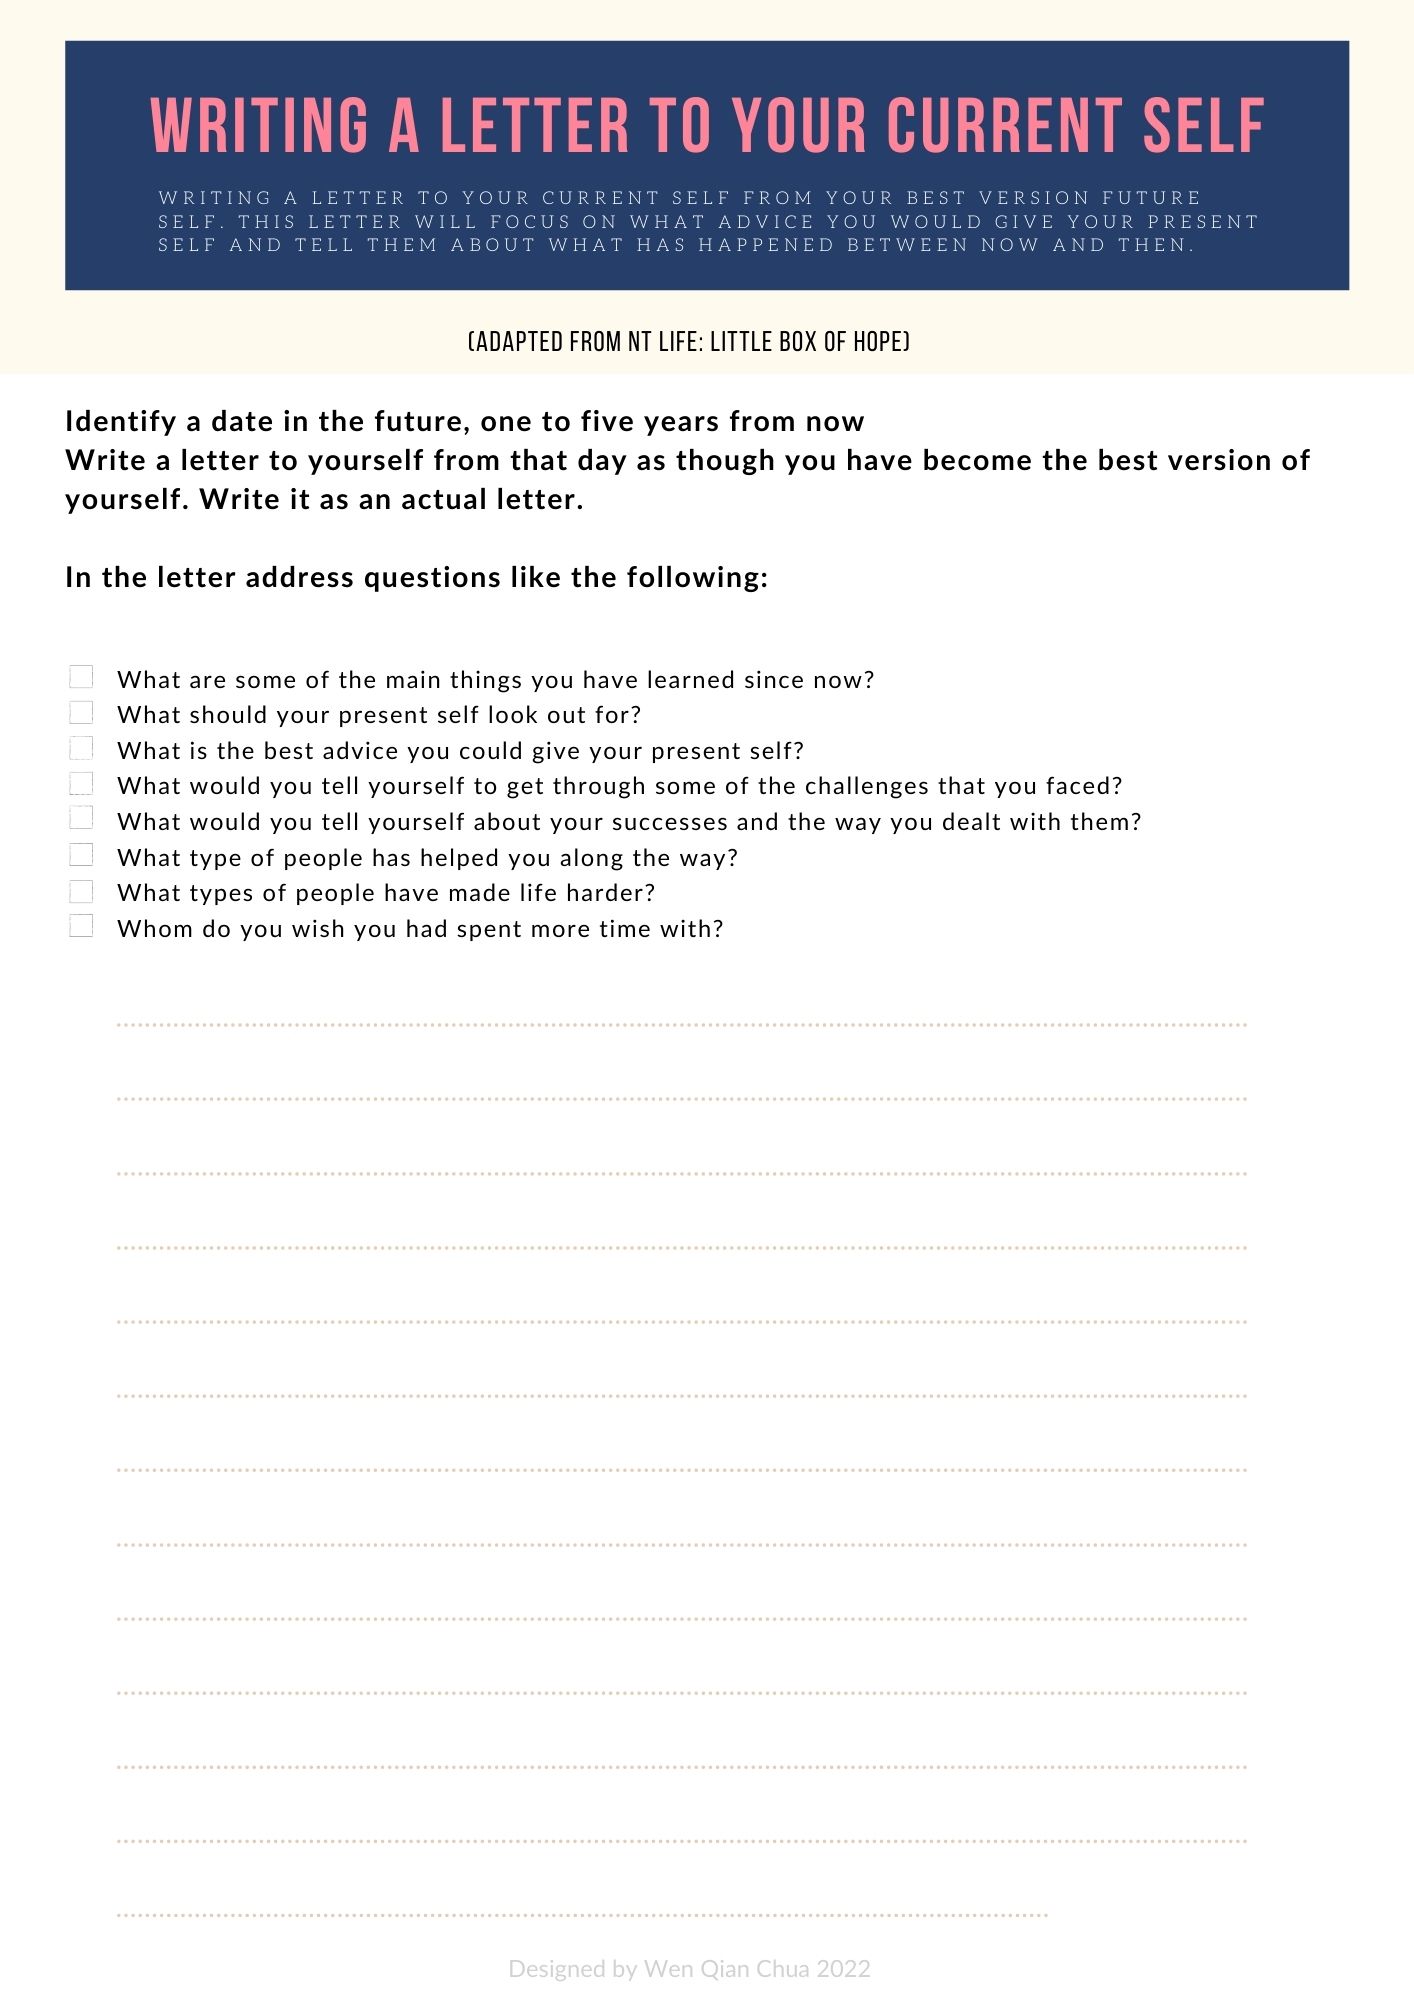 WRITING A LETTER TO YOUR CURRENT SELF
WRITING A LETTER TO YOUR CURRENT SELF FROM YOUR BEST VERSION FUTURE
SELF. THIS LETTER WILL FOCUS ON WHAT ADVICE YOU WOULD GIVE YOUR PRESENT
SELF AND TELL THEM ABOUT WHAT HAS HAPPENED BETWEEN NOW AND THEN.
(ADAPTED FROM NT LIFE: LITTLE BOX OF HOPE)
Identify a date in the future, one to five years from now
Write a letter to yourself from that day as though you have become the best version of
yourself. Write it as an actual letter.
In the letter address questions like the following:
What are some of the main things you have learned since now?
What should your present self look out for?
What is the best advice you could give your present self?
What would you tell yourself to get through some of the challenges that you faced?
What would you tell yourself about your successes and the way you dealt with them?
What type of people has helped you along the way?
What types of people have made life harder?
Whom do you wish you had spent more time with?
Designed by Wen Qian Chua 2022